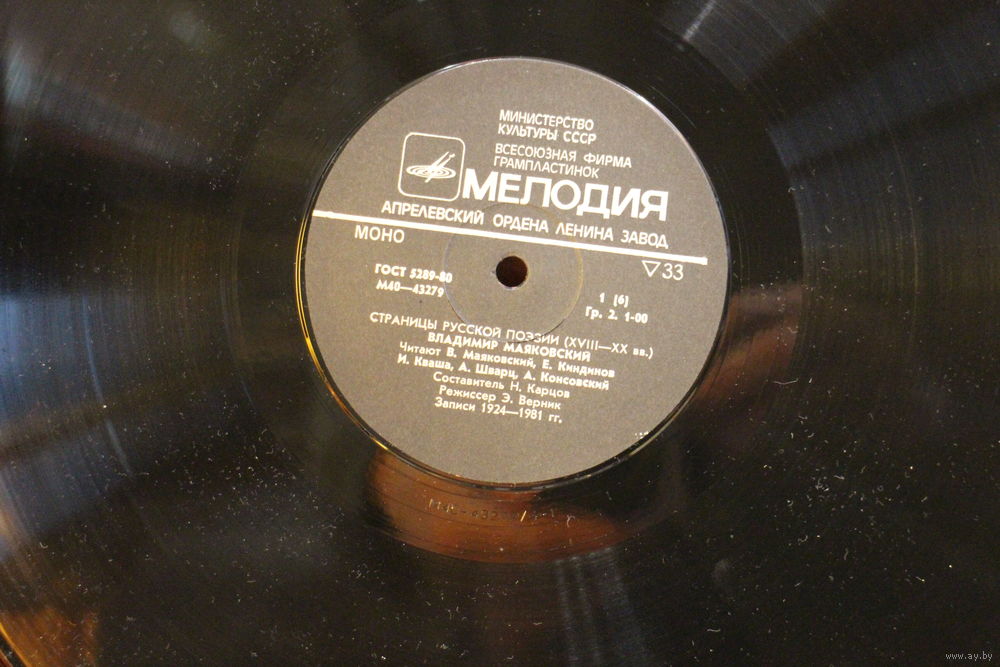 МИНИСТЕРСТВО
КУЛЬТУРЫ СССР
ВСЕСОЮЗНАЯ ФИРМА
ГРАМПЛАСТИНОК
МЕЛОДИЯ
АПРЕЛЕВСКИЙ ОРДЕНА ЛЕНИНА ЗАВОД
МОНО
▽33
ГОСТ 5289-80
М40—43279
1 [6]
Гр. 2. 1-00
СТРАНИЦЫ РУССКОЙ ПОЭЗИИ (XVIII—XX вв.)
ВЛАДИМИР МАЯКОВСКИЙ
Читают В. Маяковский, Е. Киндинов
И. Кваша, А. Шварц, А. Консовский
Составитель Н. Карцов
Режиссер Э. Верник
Записи 1924—1981 гг.
www.ay.by